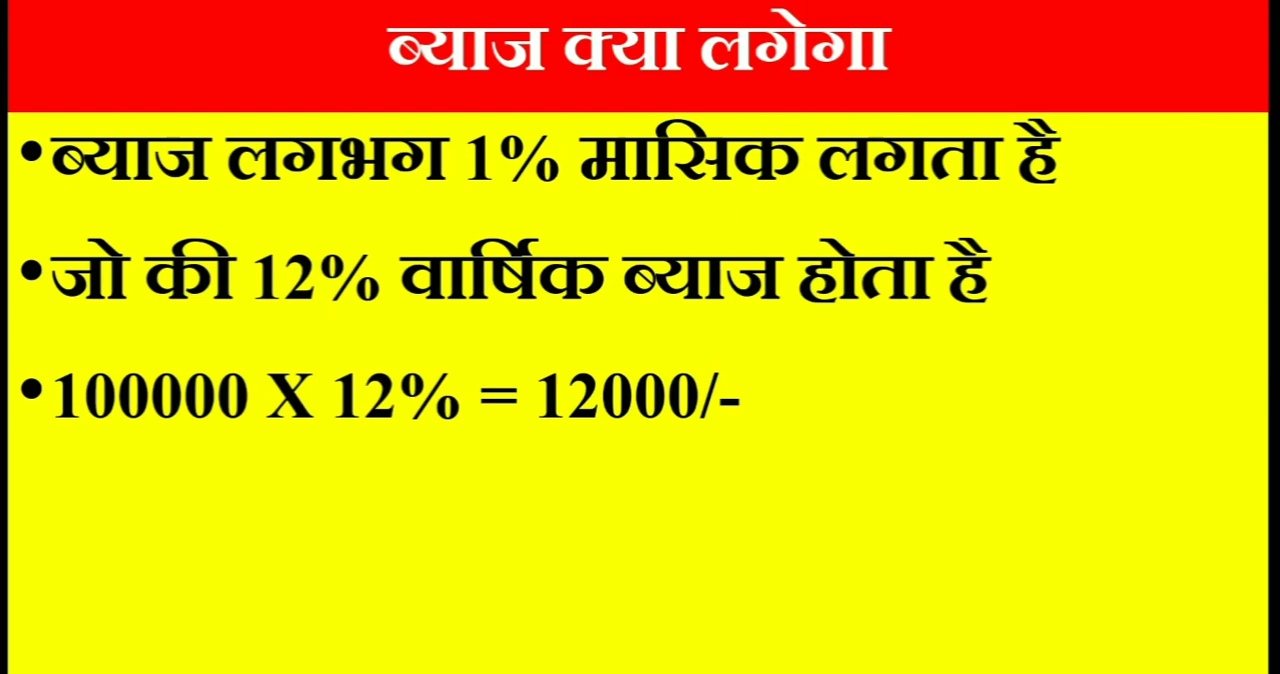 ब्याज क्या लगेगा
•ब्याज लगभग 1% मासिक लगता है
•जो की 12% वार्षिक ब्याज होता है
•100000 X 12% = 12000/-